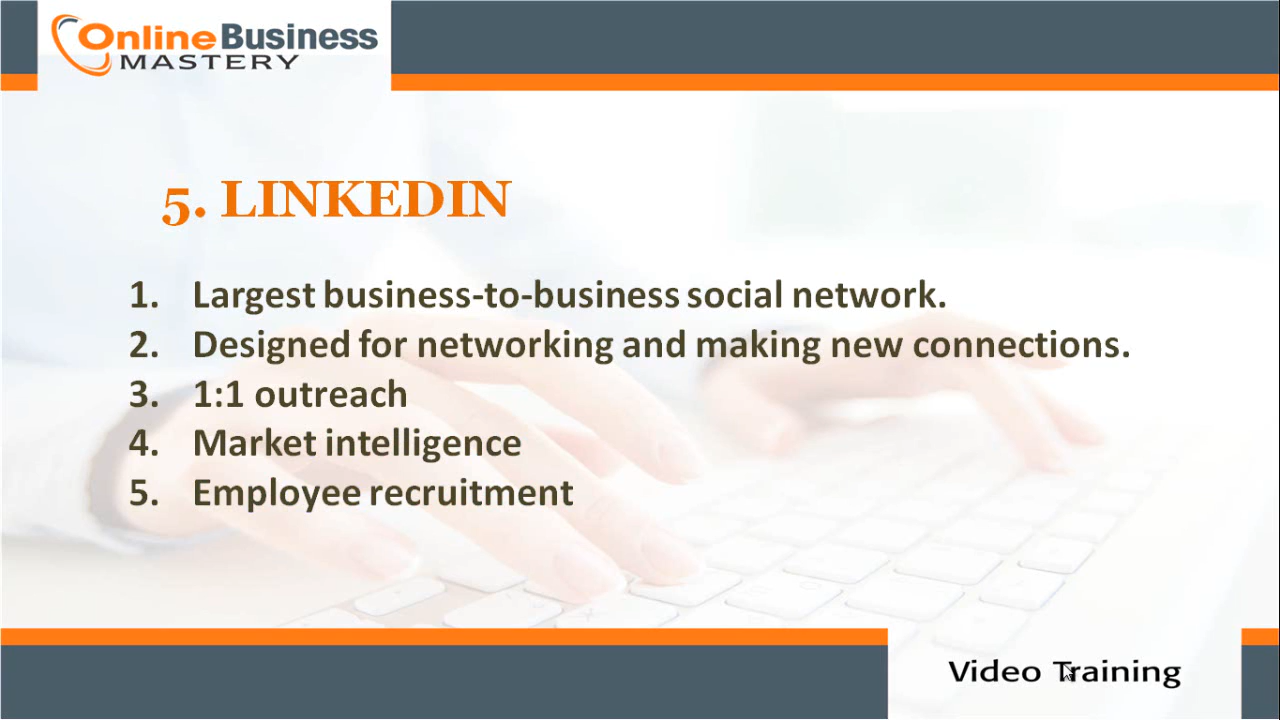 Online Business
MASTERY
5. LINKEDIN
1. Largest business-to-business social network.
2. Designed for networking and making new connections.
3. 1:1 outreach
4. Market intelligence
5. Employee recruitment
Video Training